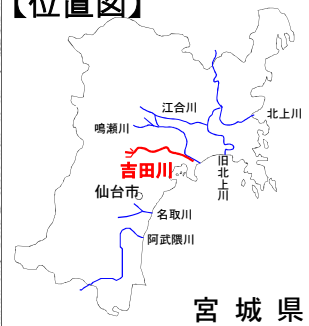 【位置図】
江合川
北上川
鳴瀬川
旧北上川
吉田川
仙台市
名取川
阿武隈川
宮城県